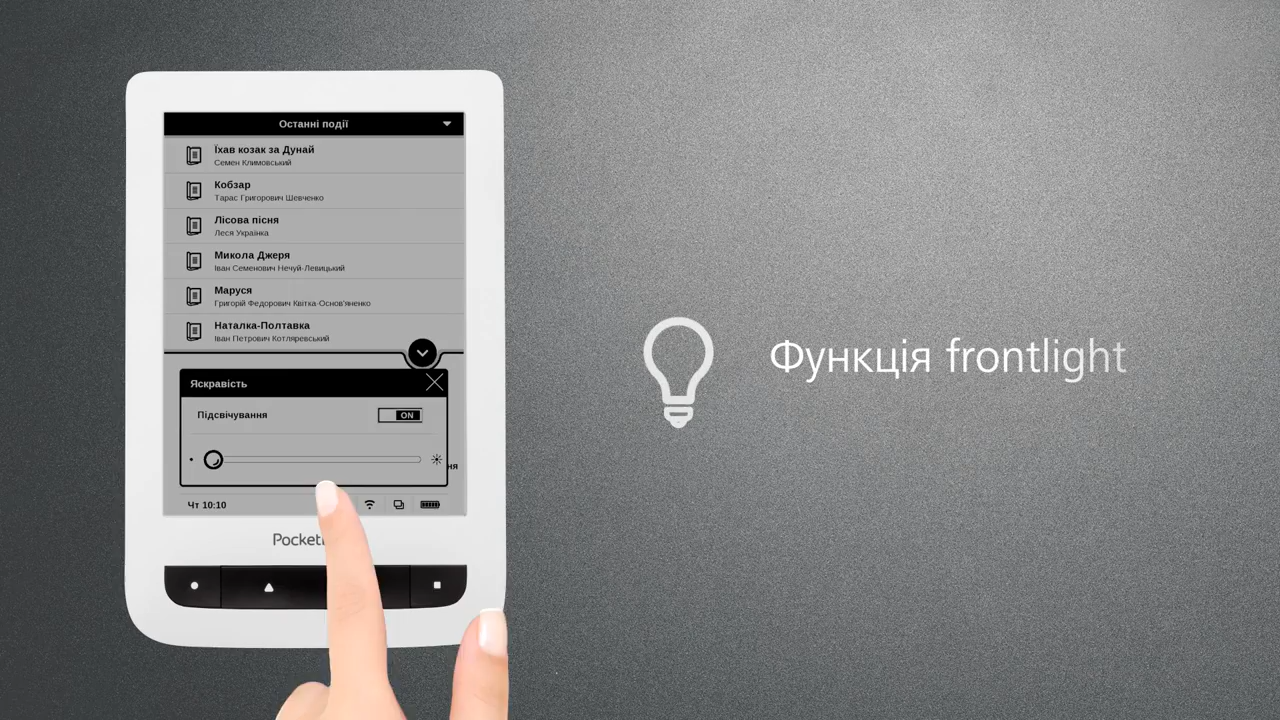 Останні події
Їхав козак за Дунай
Семен Климовський
Кобзар
Тарас Григорович Шевченко
Лісова пісня
Леся Українка
Микола Джеря
Іван Семенович Нечуй-Левицький
Маруся
Григорій Федорович Квітка-Основ'яненко
Наталка-Полтавка
Іван Петрович Котляревський
Яскравість
Підсвічування
ON
ня
Чт 10:10
Функція frontlight